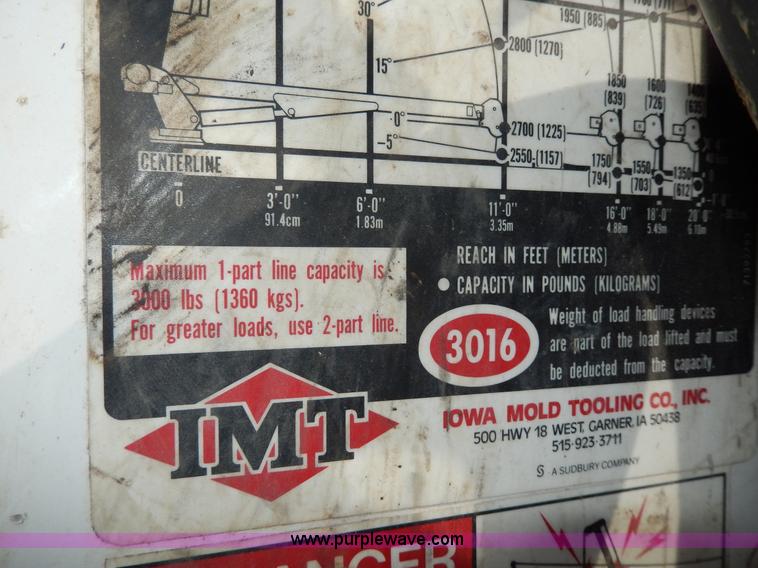 30°
1950 (885)
15°
2800 (1270)
1850
(839)
1600
(726)
1400
(635)
0°
2700 (1225)
-5°
2550 (1157)
1750
(794)
1550
(703)
1350
(612)
CENTERLINE
0
3'-0"
91.4cm
6'-0"
1.83m
11'-0"
3.35m
16'-0"
4.88m
18'-0"
5.49m
20'-0"
6.10m
Maximum 1-part line capacity is
3000 lbs (1360 kgs).
For greater loads, use 2-part line.
REACH IN FEET (METERS)
CAPACITY IN POUNDS (KILOGRAMS)
3016
Weight of load handling devices
are part of the load lifted and must
be deducted from the capacity.
IMT
IOWA MOLD TOOLING CO., INC.
500 HWY 18 WEST, GARNER, IA 50438
515-923-3711
S A SUDBURY COMPANY
www.purplewave.com
DANGER